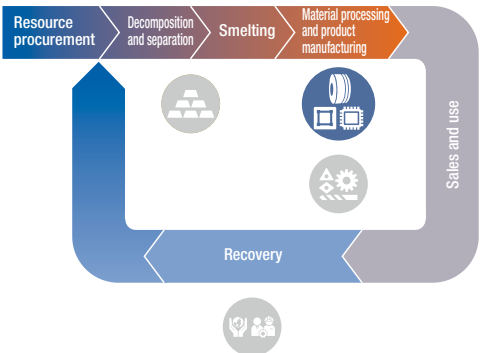 Resource
procurement
Decomposition
and separation
Smelting
Material processing
and product
manufacturing
Sales and use
Recovery